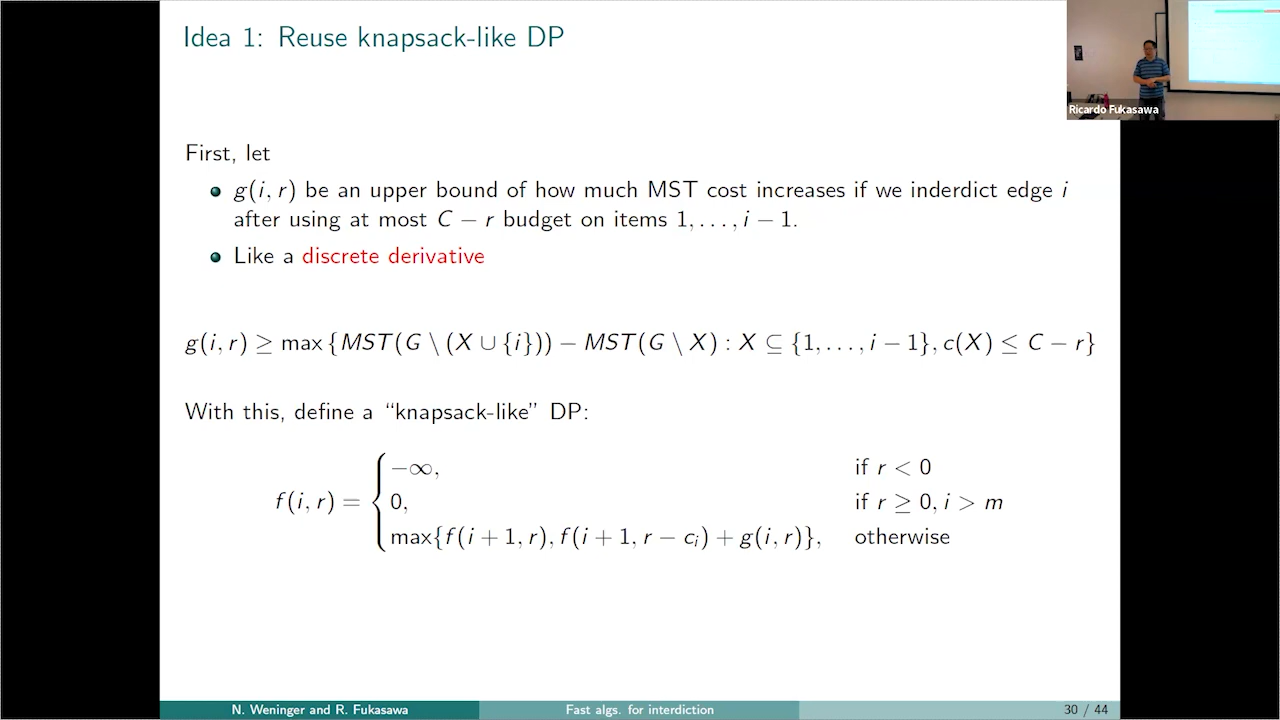 Idea 1: Reuse knapsack-like DP
Ricardo Fukasawa
First, let
g(i, r) be an upper bound of how much MST cost increases if we inderdict edge i
after using at most C − r budget on items 1, . . . , i − 1.
Like a discrete derivative
g(i, r) ≥ max {MST(G \ (X ∪ {i})) − MST(G \ X) : X ⊆ {1, . . . , i − 1}, c(X) ≤ C − r}
With this, define a “knapsack-like” DP:
−∞, if r < 0
f(i, r) = { 0, if r ≥ 0, i > m
max{f(i + 1, r), f(i + 1, r − cᵢ) + g(i, r)}, otherwise
N. Weninger and R. Fukasawa Fast algs. for interdiction 30 / 44